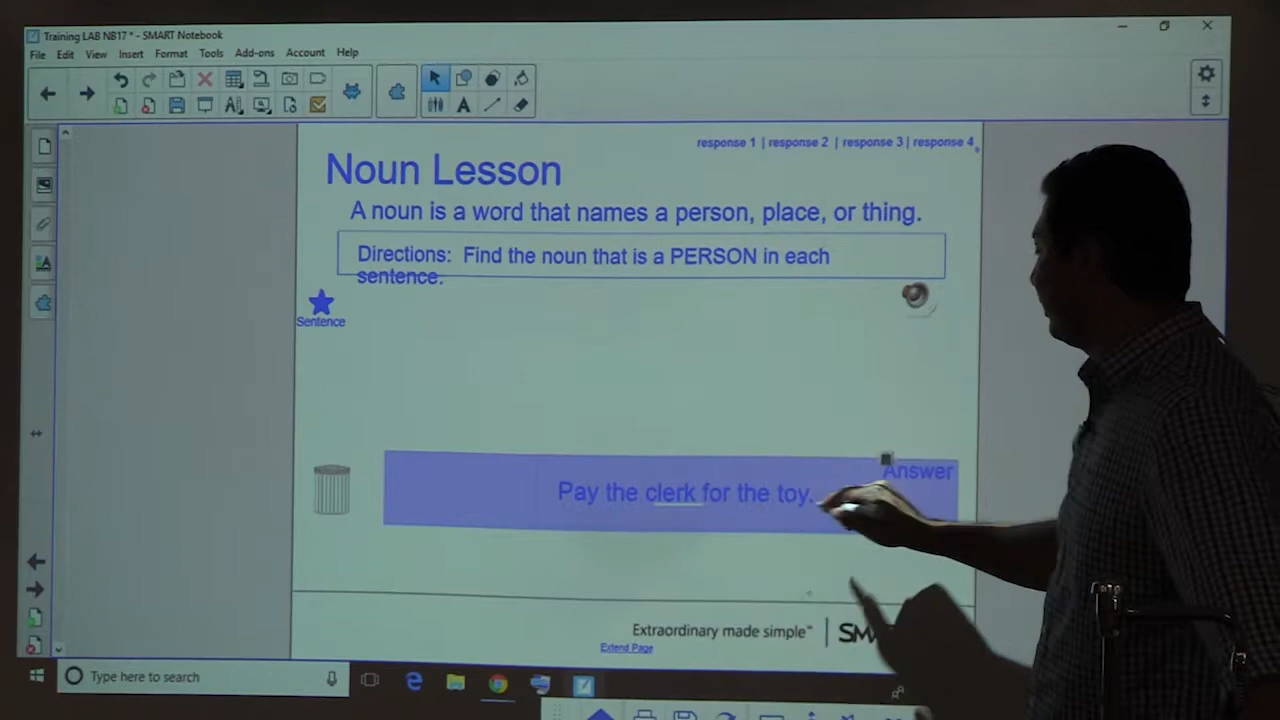 Training LAB NB17 * - SMART Notebook
File Edit View Insert Format Tools Add-ons Account Help
response 1 | response 2 | response 3 | response 4
Noun Lesson
A noun is a word that names a person, place, or thing.
Directions: Find the noun that is a PERSON in each
sentence.
Sentence
Answer
Pay the clerk for the toy.
Extraordinary made simple™
Extend Page
Type here to search